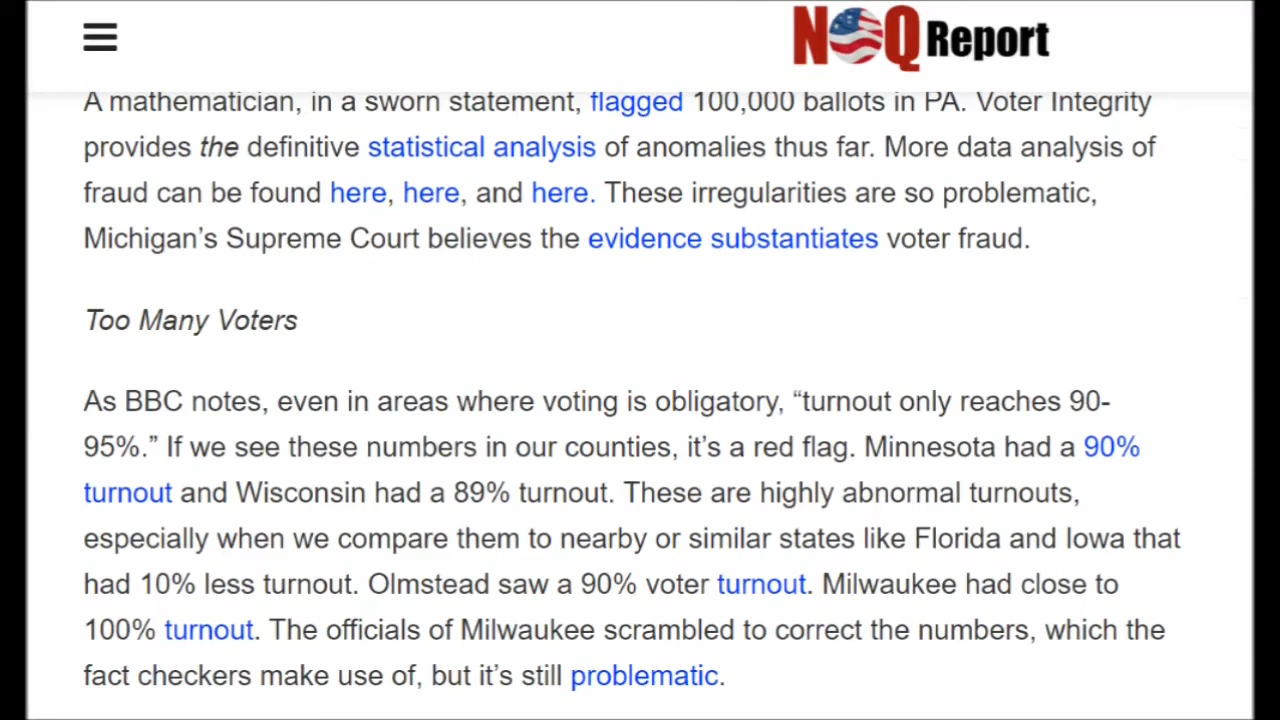 NOQ Report
A mathematician, in a sworn statement, flagged 100,000 ballots in PA. Voter Integrity
provides the definitive statistical analysis of anomalies thus far. More data analysis of
fraud can be found here, here, and here. These irregularities are so problematic,
Michigan’s Supreme Court believes the evidence substantiates voter fraud.
Too Many Voters
As BBC notes, even in areas where voting is obligatory, “turnout only reaches 90-
95%.” If we see these numbers in our counties, it’s a red flag. Minnesota had a 90%
turnout and Wisconsin had a 89% turnout. These are highly abnormal turnouts,
especially when we compare them to nearby or similar states like Florida and Iowa that
had 10% less turnout. Olmstead saw a 90% voter turnout. Milwaukee had close to
100% turnout. The officials of Milwaukee scrambled to correct the numbers, which the
fact checkers make use of, but it’s still problematic.